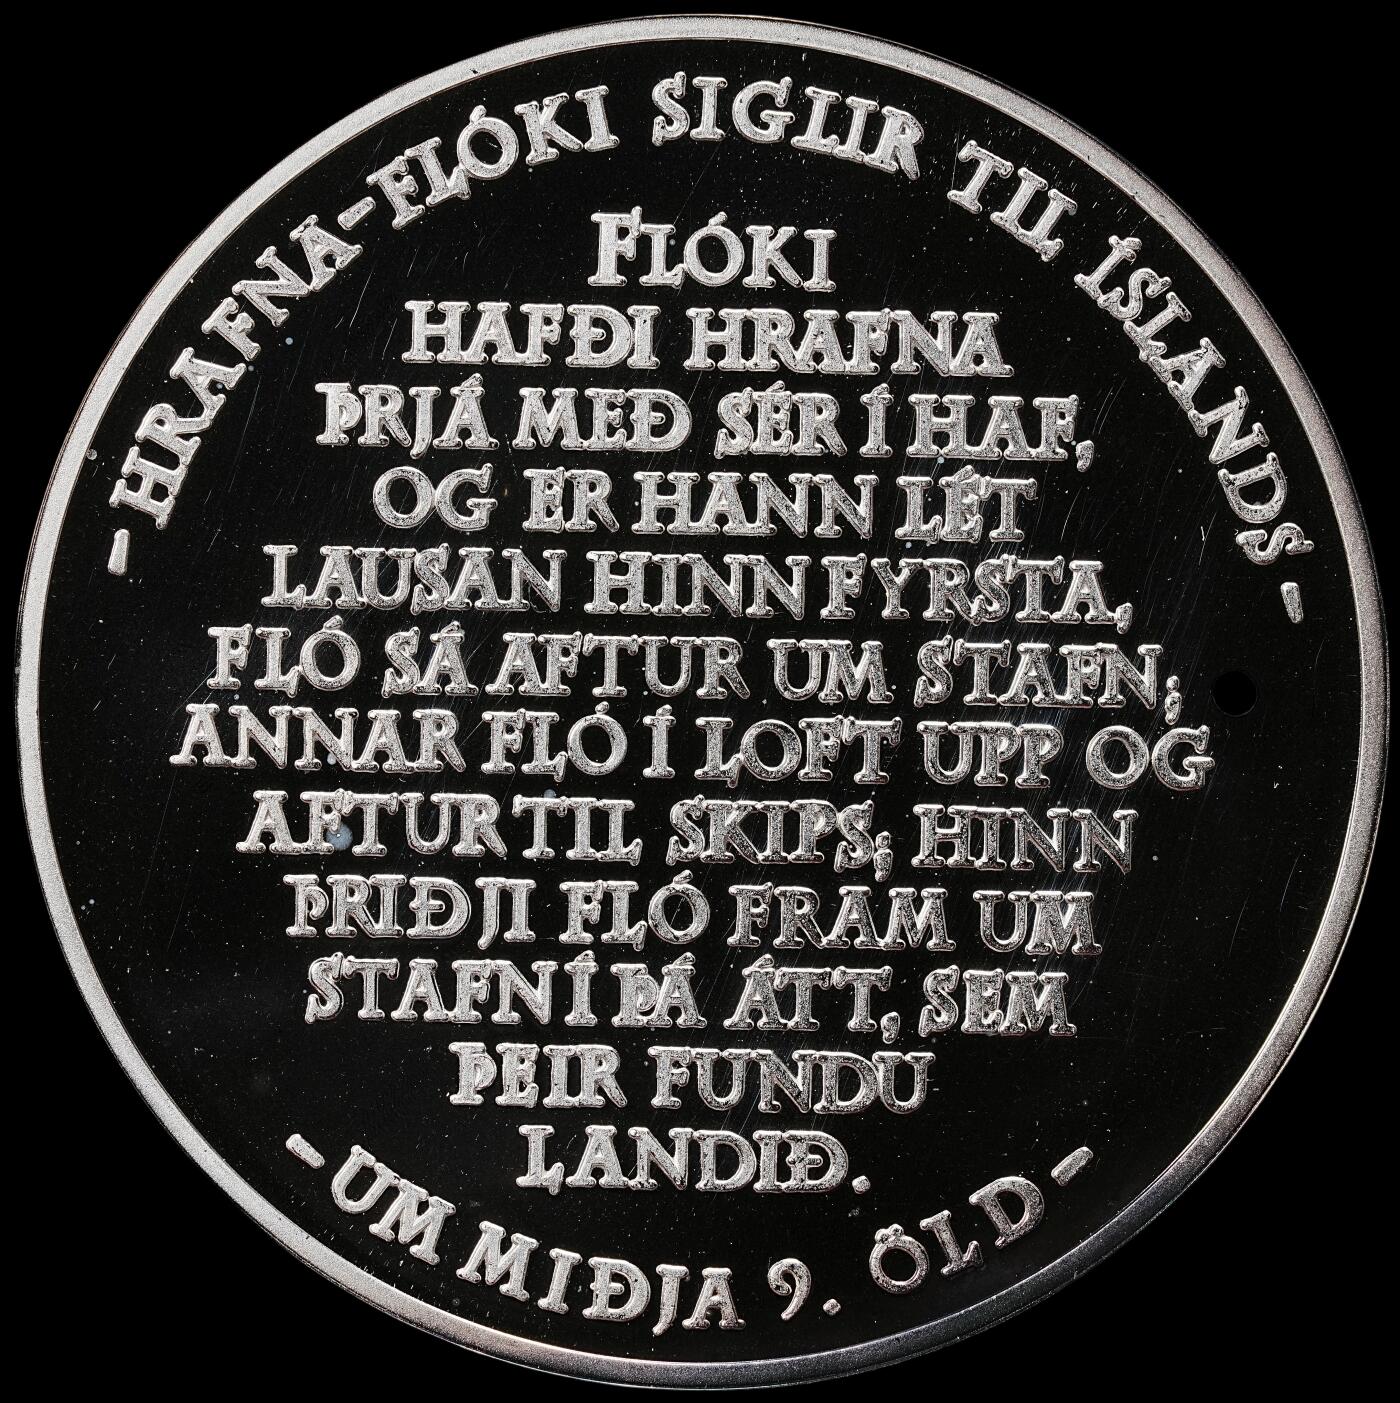 -HRAFNA-FLÓKI SIGLIR TIL ÍSLANDS-
FLÓKI
HAFÐI HRAFNA
ÞRJÁ MEÐ SÉR Í HAF,
OG ER HANN LÉT
LAUSAN HINN FYRSTA,
FLÓ SÁ AFTUR UM STAFN;
ANNAR FLÓ Í LOFT UPP OG
AFTUR TIL SKIPS; HINN
ÞRIÐJI FLÓ FRAM UM
STAFN Í ÞÁ ÁTT, SEM
ÞEIR FUNDU
LANDIÐ.
-UM MIÐJA 9. ÖLD-